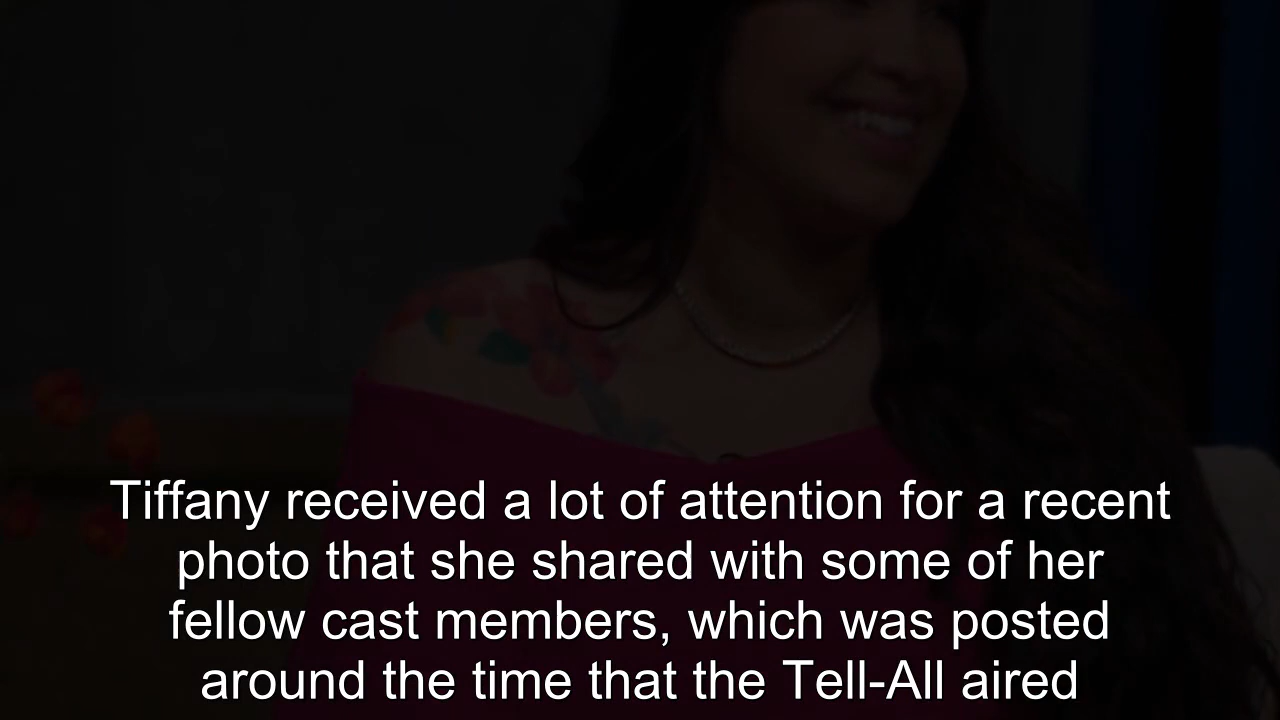 Tiffany received a lot of attention for a recent
photo that she shared with some of her
fellow cast members, which was posted
around the time that the Tell-All aired